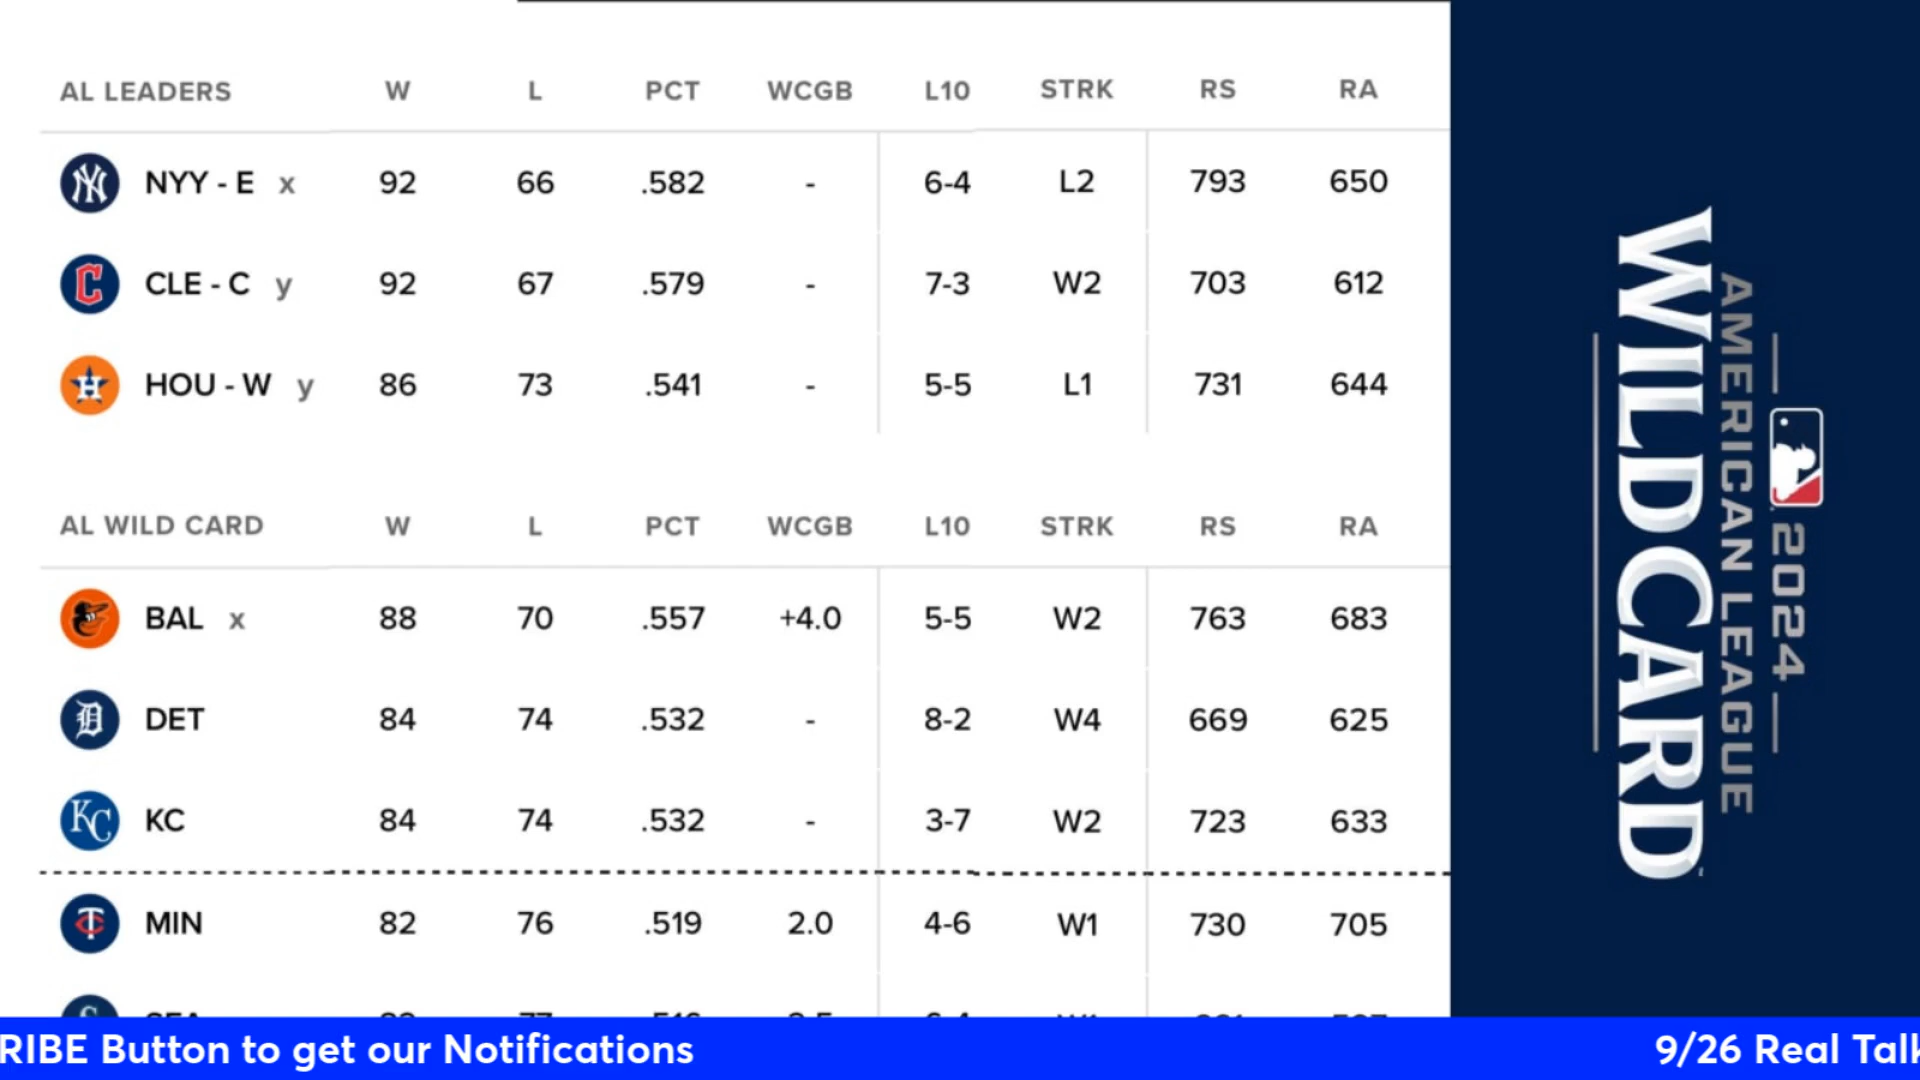 AL LEADERS W L PCT WCGB L10 STRK RS RA
NYY - E x 92 66 .582 - 6-4 L2 793 650
CLE - C y 92 67 .579 - 7-3 W2 703 612
HOU - W y 86 73 .541 - 5-5 L1 731 644
AL WILD CARD W L PCT WCGB L10 STRK RS RA
BAL x 88 70 .557 +4.0 5-5 W2 763 683
DET 84 74 .532 - 8-2 W4 669 625
KC 84 74 .532 - 3-7 W2 723 633
MIN 82 76 .519 2.0 4-6 W1 730 705
2024
AMERICAN LEAGUE
WILD CARD
RIBE Button to get our Notifications
9/26 Real Talk